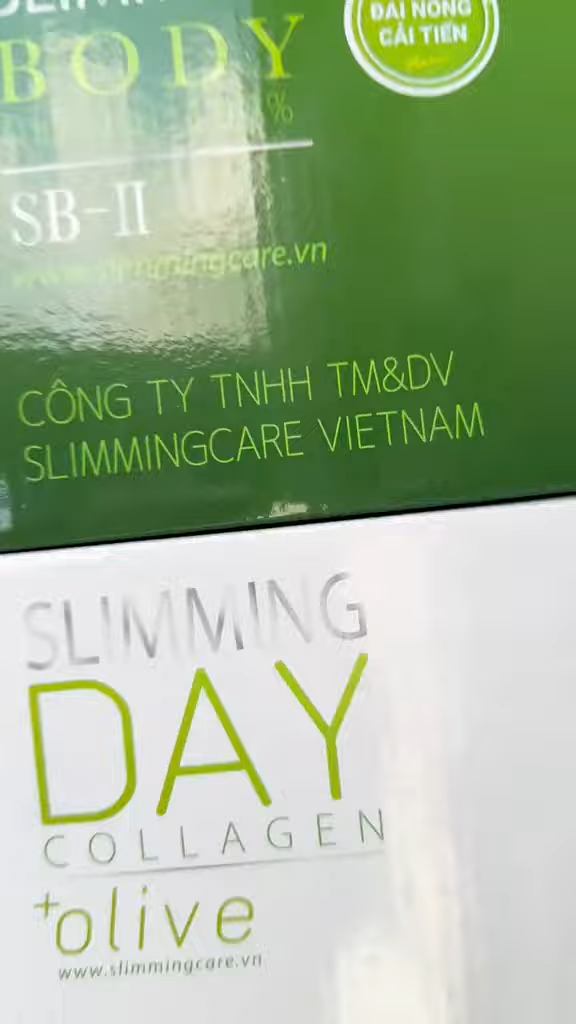 BODY
ĐAI NÓNG
CẢI TIẾN
%
SB-II
www.slimmingcare.vn
CÔNG TY TNHH TM&DV
SLIMMINGCARE VIETNAM
SLIMMING
DAY
COLLAGEN
+olive
www.slimmingcare.vn